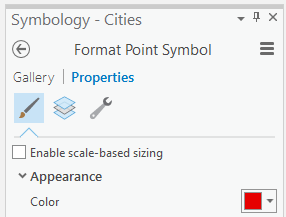 Symbology - Cities
Format Point Symbol
Gallery | Properties
Enable scale-based sizing
Appearance
Color